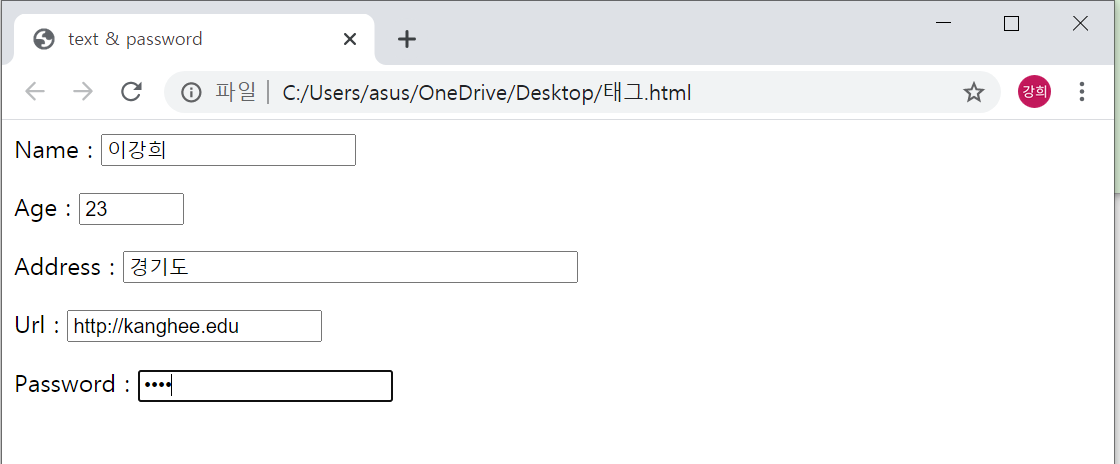 text & password
파일 | C:/Users/asus/OneDrive/Desktop/태그.html 강희
Name : 이강희
Age : 23
Address : 경기도
Url : http://kanghee.edu
Password : ••••